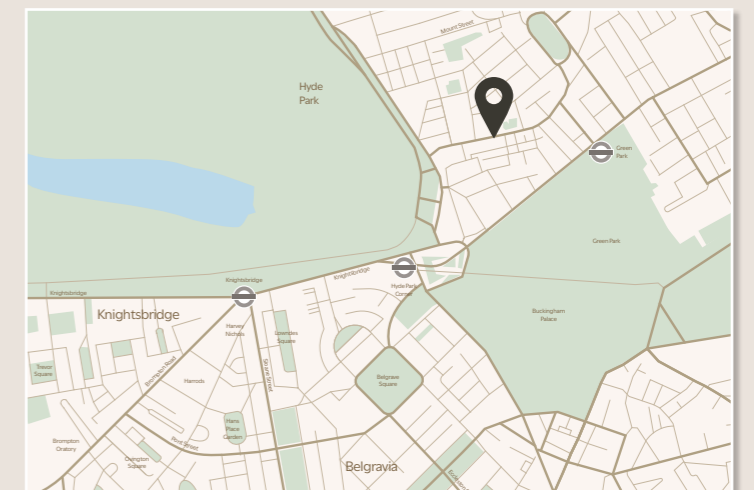 Mount Street
Hyde
Park
Green
Park
Green Park
Knightsbridge
Knightsbridge
Knightsbridge
Hyde Park
Corner
Knightsbridge
Harvey
Nichols
Lowndes
Square
Buckingham
Palace
Trevor
Square
Brompton Road
Harrods
Sloane Street
Belgrave
Square
Hans
Place
Garden
Brompton
Oratory
Pont Street
Ovington
Square
Belgravia